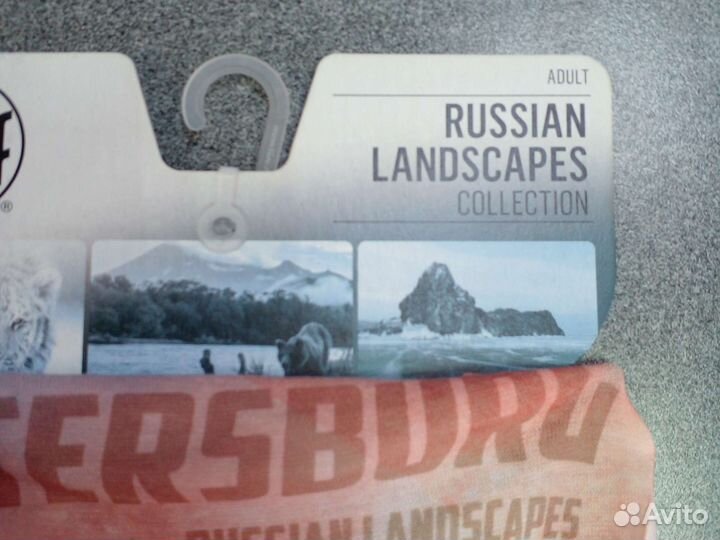 ADULT
RUSSIAN
LANDSCAPES
COLLECTION
F
®
ERSBURG
RUSSIAN LANDSCAPES
Avito